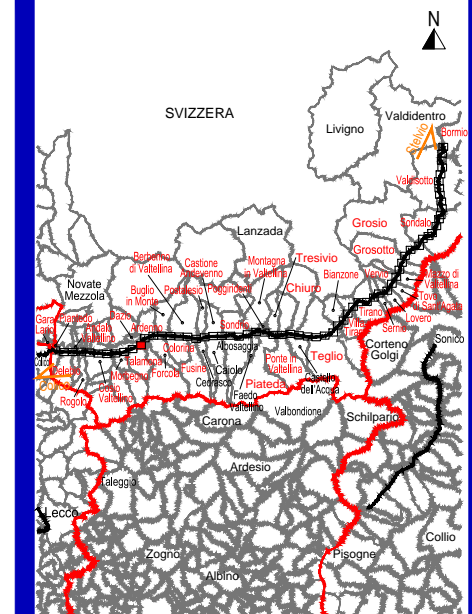 N
SVIZZERA
Livigno
Valdidentro
Bormio
Stelvio
Valdisotto
Grosio
Sondalo
Lanzada
Grosotto
Berbenno
di Valtellina
Castione
Andevenno
Montagna
in Valtellina
Tresivio
Bianzone
Vervio
Mazzo di
Valtellina
Novate
Mezzola
Buglio
in Monte
Postalesio
Poggiridenti
Chiuro
Tovo
di Sant'Agata
Lovero
Tirano
Villa di
Tirano
Sernio
Dazio
Ardenno
Sondrio
Albosaggia
Piantedo
Andalo
Valtellino
Colorina
Caiolo
Cedrasco
Fusine
Ponte in
Valtellina
Teglio
Corteno
Golgi
Sonico
Talamona
Forcola
Morbegno
Cosio
Valtellino
Rogolo
Delebio
Piateda
Faedo
Valtellino
Castello
dell'Acqua
Valbondione
Carona
Schilpario
Ardesio
Taleggio
Lecco
Zogno
Pisogne
Collio
Albino